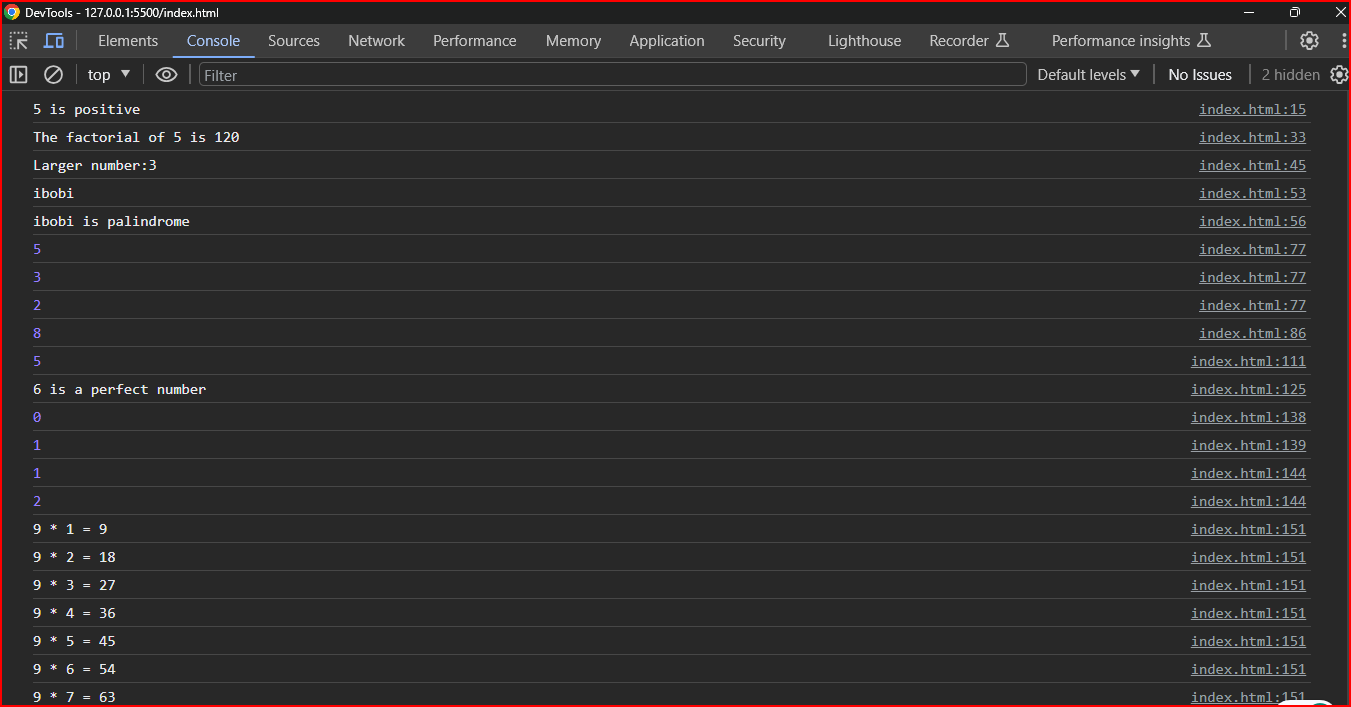 DevTools - 127.0.0.1:5500/index.html
Elements Console Sources Network Performance Memory Application Security Lighthouse Recorder Performance insights
top Filter Default levels No Issues 2 hidden
5 is positive index.html:15
The factorial of 5 is 120 index.html:33
Larger number:3 index.html:45
ibobi index.html:53
ibobi is palindrome index.html:56
5 index.html:77
3 index.html:77
2 index.html:77
8 index.html:86
5 index.html:111
6 is a perfect number index.html:125
0 index.html:138
1 index.html:139
1 index.html:144
2 index.html:144
9 * 1 = 9 index.html:151
9 * 2 = 18 index.html:151
9 * 3 = 27 index.html:151
9 * 4 = 36 index.html:151
9 * 5 = 45 index.html:151
9 * 6 = 54 index.html:151
9 * 7 = 63 index.html:151